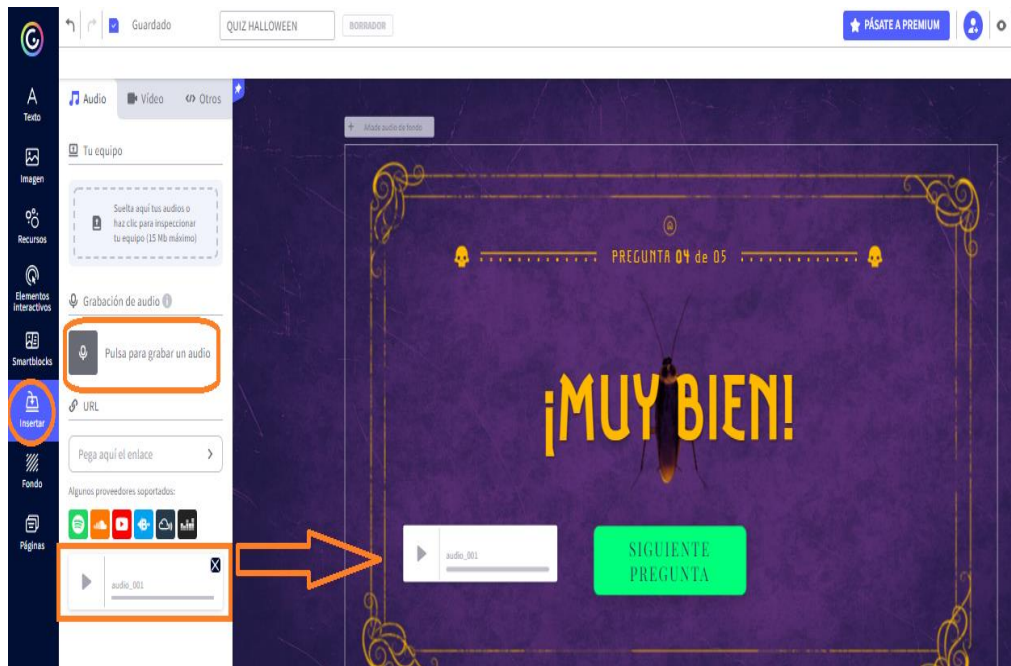 Guardado
QUIZ HALLOWEEN
BORRADOR
PÁSATE A PREMIUM
A
Texto
Imagen
Recursos
Elementos
interactivos
Smartblocks
Insertar
Fondo
Páginas
Audio
Vídeo
Otros
Tu equipo
Suelta aquí tus audios o
haz clic para inspeccionar
tu equipo (15 Mb máximo)
Grabación de audio
Pulsa para grabar un audio
URL
Pega aquí el enlace
Algunos proveedores soportados:
audio_001
+ Añade audio de fondo
PREGUNTA 04 de 05
¡MUY BIEN!
audio_001
SIGUIENTE
PREGUNTA